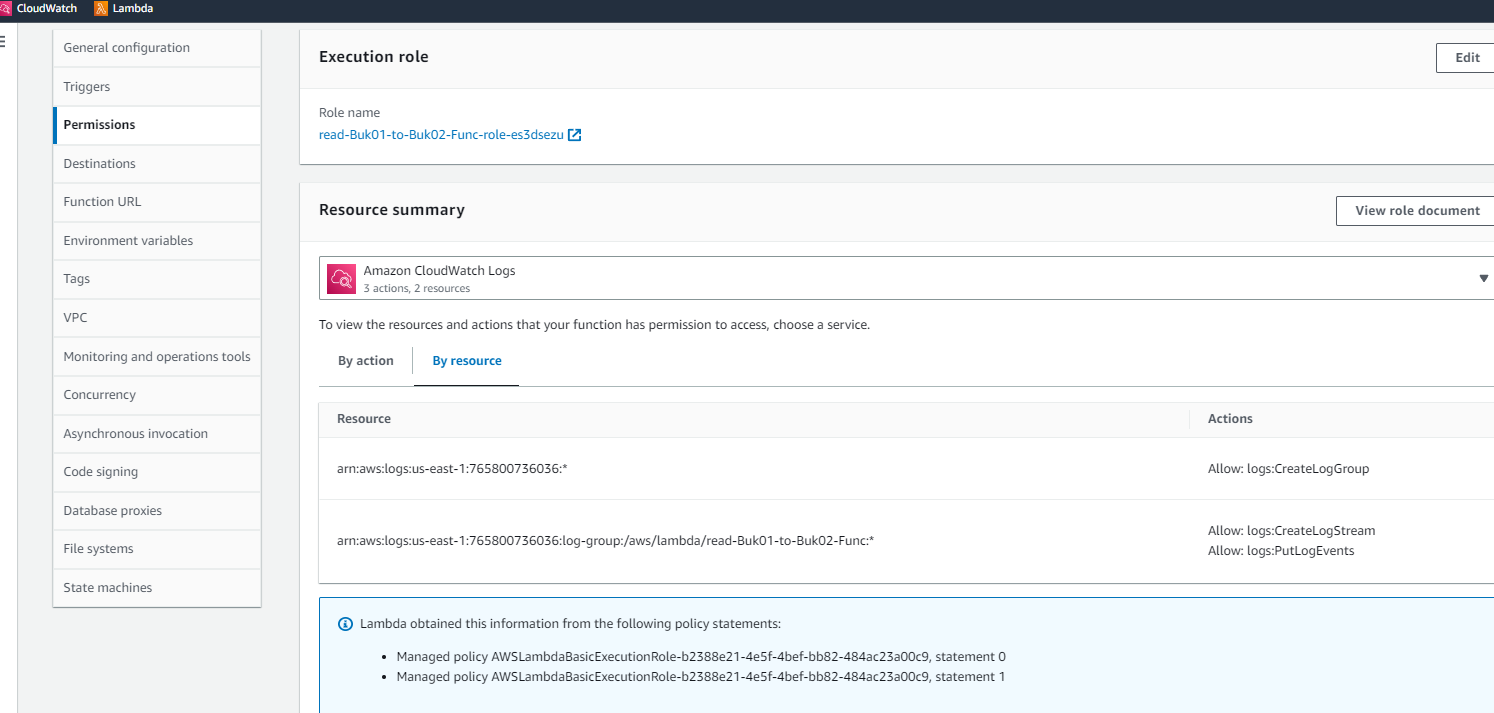 CloudWatch Lambda
General configuration
Triggers
Permissions
Destinations
Function URL
Environment variables
Tags
VPC
Monitoring and operations tools
Concurrency
Asynchronous invocation
Code signing
Database proxies
File systems
State machines
Execution role
Edit
Role name
read-Buk01-to-Buk02-Func-role-es3dsezu
Resource summary
View role document
Amazon CloudWatch Logs
3 actions, 2 resources
To view the resources and actions that your function has permission to access, choose a service.
By action By resource
Resource Actions
arn:aws:logs:us-east-1:765800736036:* Allow: logs:CreateLogGroup
arn:aws:logs:us-east-1:765800736036:log-group:/aws/lambda/read-Buk01-to-Buk02-Func:*
Allow: logs:CreateLogStream
Allow: logs:PutLogEvents
Lambda obtained this information from the following policy statements:
• Managed policy AWSLambdaBasicExecutionRole-b2388e21-4e5f-4bef-bb82-484ac23a00c9, statement 0
• Managed policy AWSLambdaBasicExecutionRole-b2388e21-4e5f-4bef-bb82-484ac23a00c9, statement 1